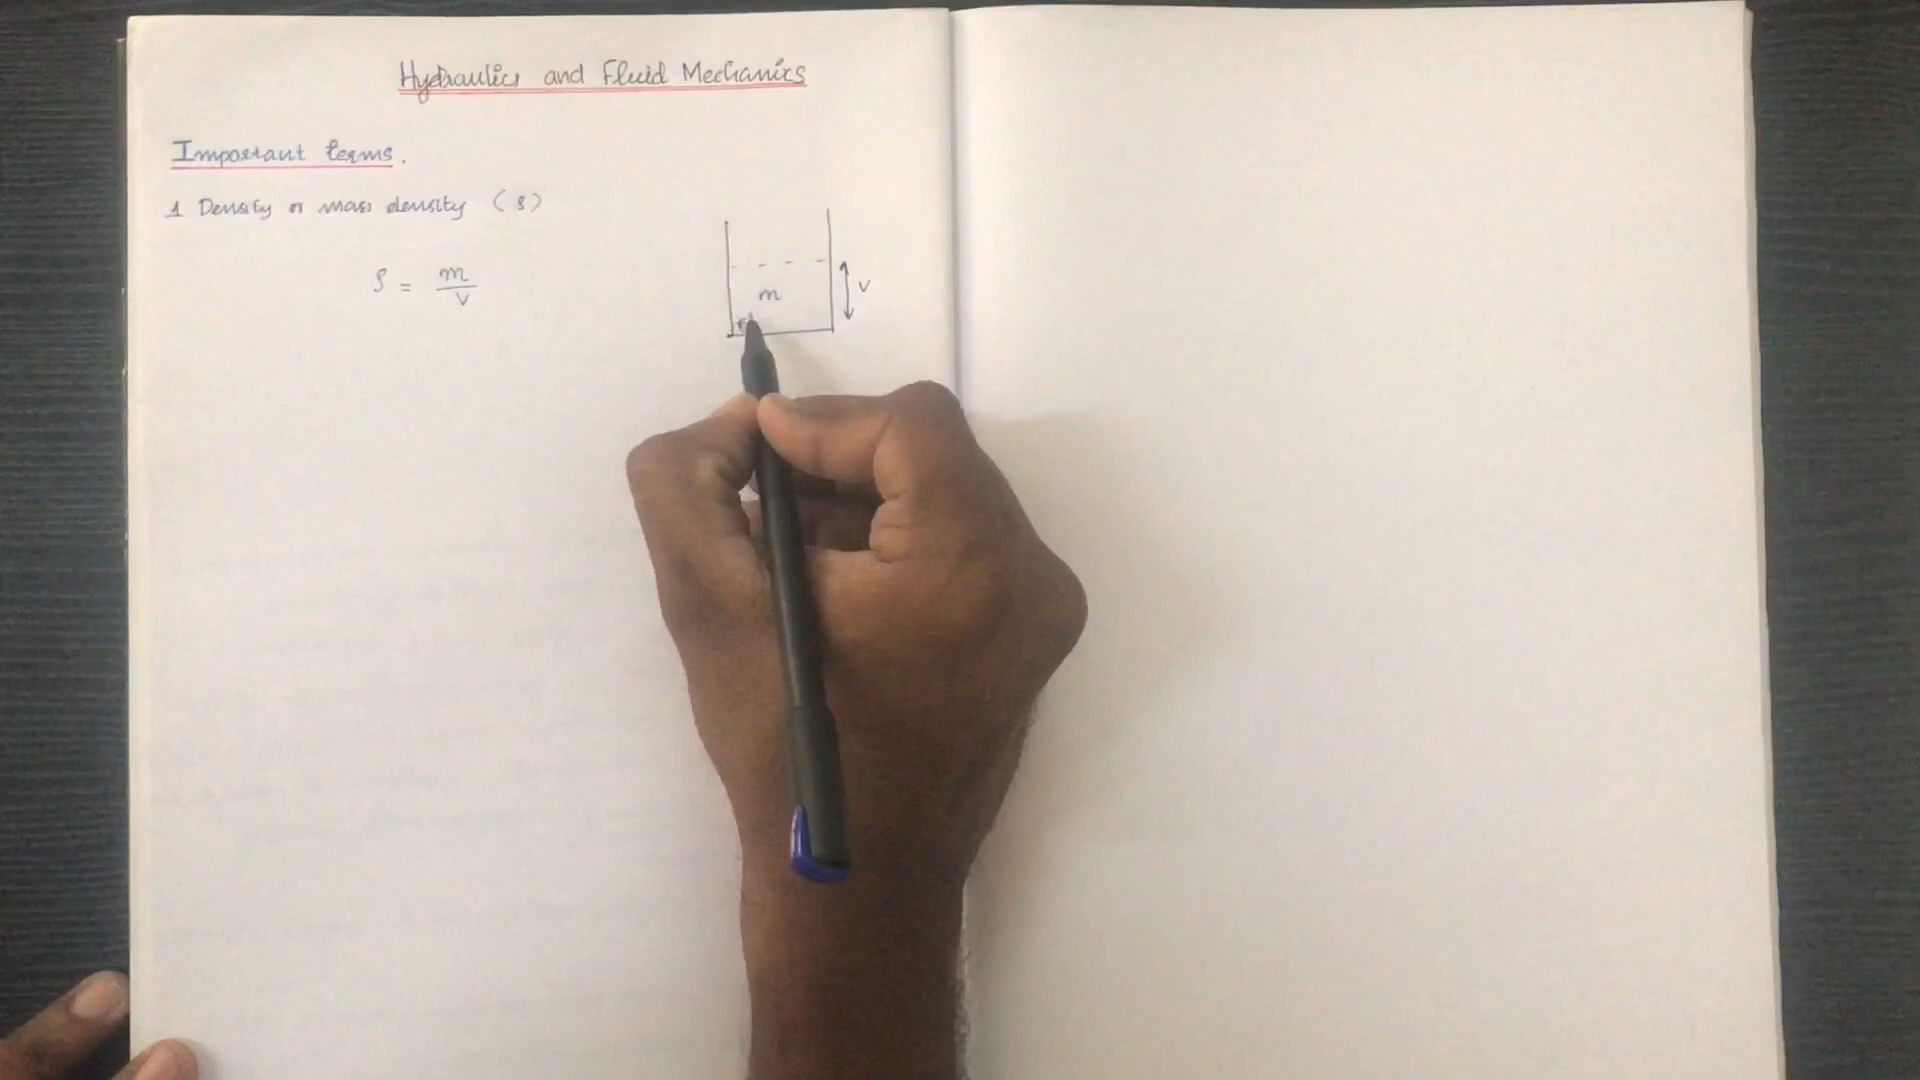 Hydraulics and Fluid Mechanics
Important terms.
1 Density or mass density (ρ)
ρ = m / v
m
v